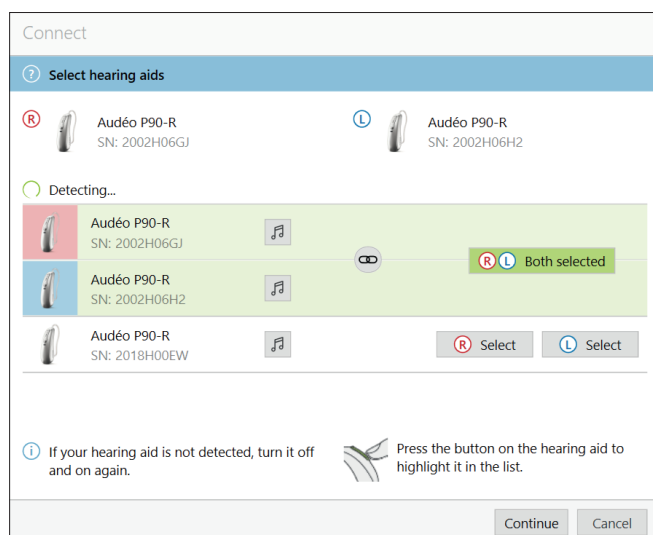 Connect
? Select hearing aids
R Audéo P90-R
SN: 2002H06GJ
L Audéo P90-R
SN: 2002H06H2
Detecting...
Audéo P90-R
SN: 2002H06GJ
R L Both selected
Audéo P90-R
SN: 2002H06H2
Audéo P90-R
SN: 2018H00EW
R Select
L Select
i If your hearing aid is not detected, turn it off
and on again.
Press the button on the hearing aid to
highlight it in the list.
Continue
Cancel